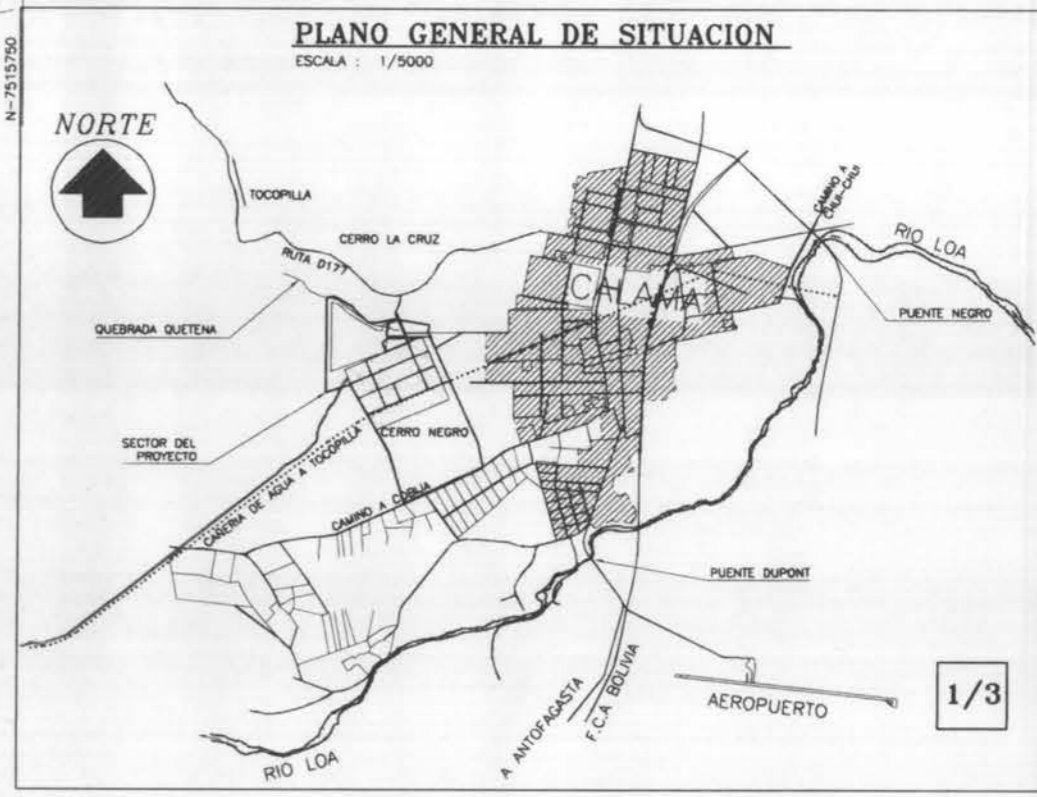 N-7515750
PLANO GENERAL DE SITUACION
ESCALA : 1/5000
NORTE
TOCOPILLA
CERRO LA CRUZ
RUTA D177
QUEBRADA QUETENA
CALAMA
CAMINO A
CHIU-CHIU
RIO LOA
PUENTE NEGRO
SECTOR DEL
PROYECTO
CERRO NEGRO
CAÑERIA DE AGUA A TOCOPILLA
CAMINO A COBIJA
PUENTE DUPONT
A ANTOFAGASTA
F.C.A. BOLIVIA
AEROPUERTO
RIO LOA
1/3